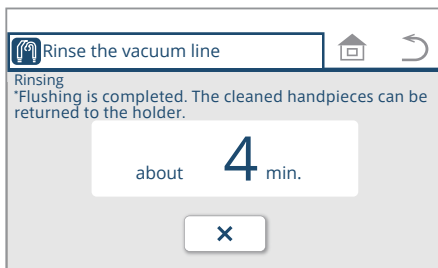 Rinse the vacuum line
Rinsing
*Flushing is completed. The cleaned handpieces can be
returned to the holder.
about 4 min.